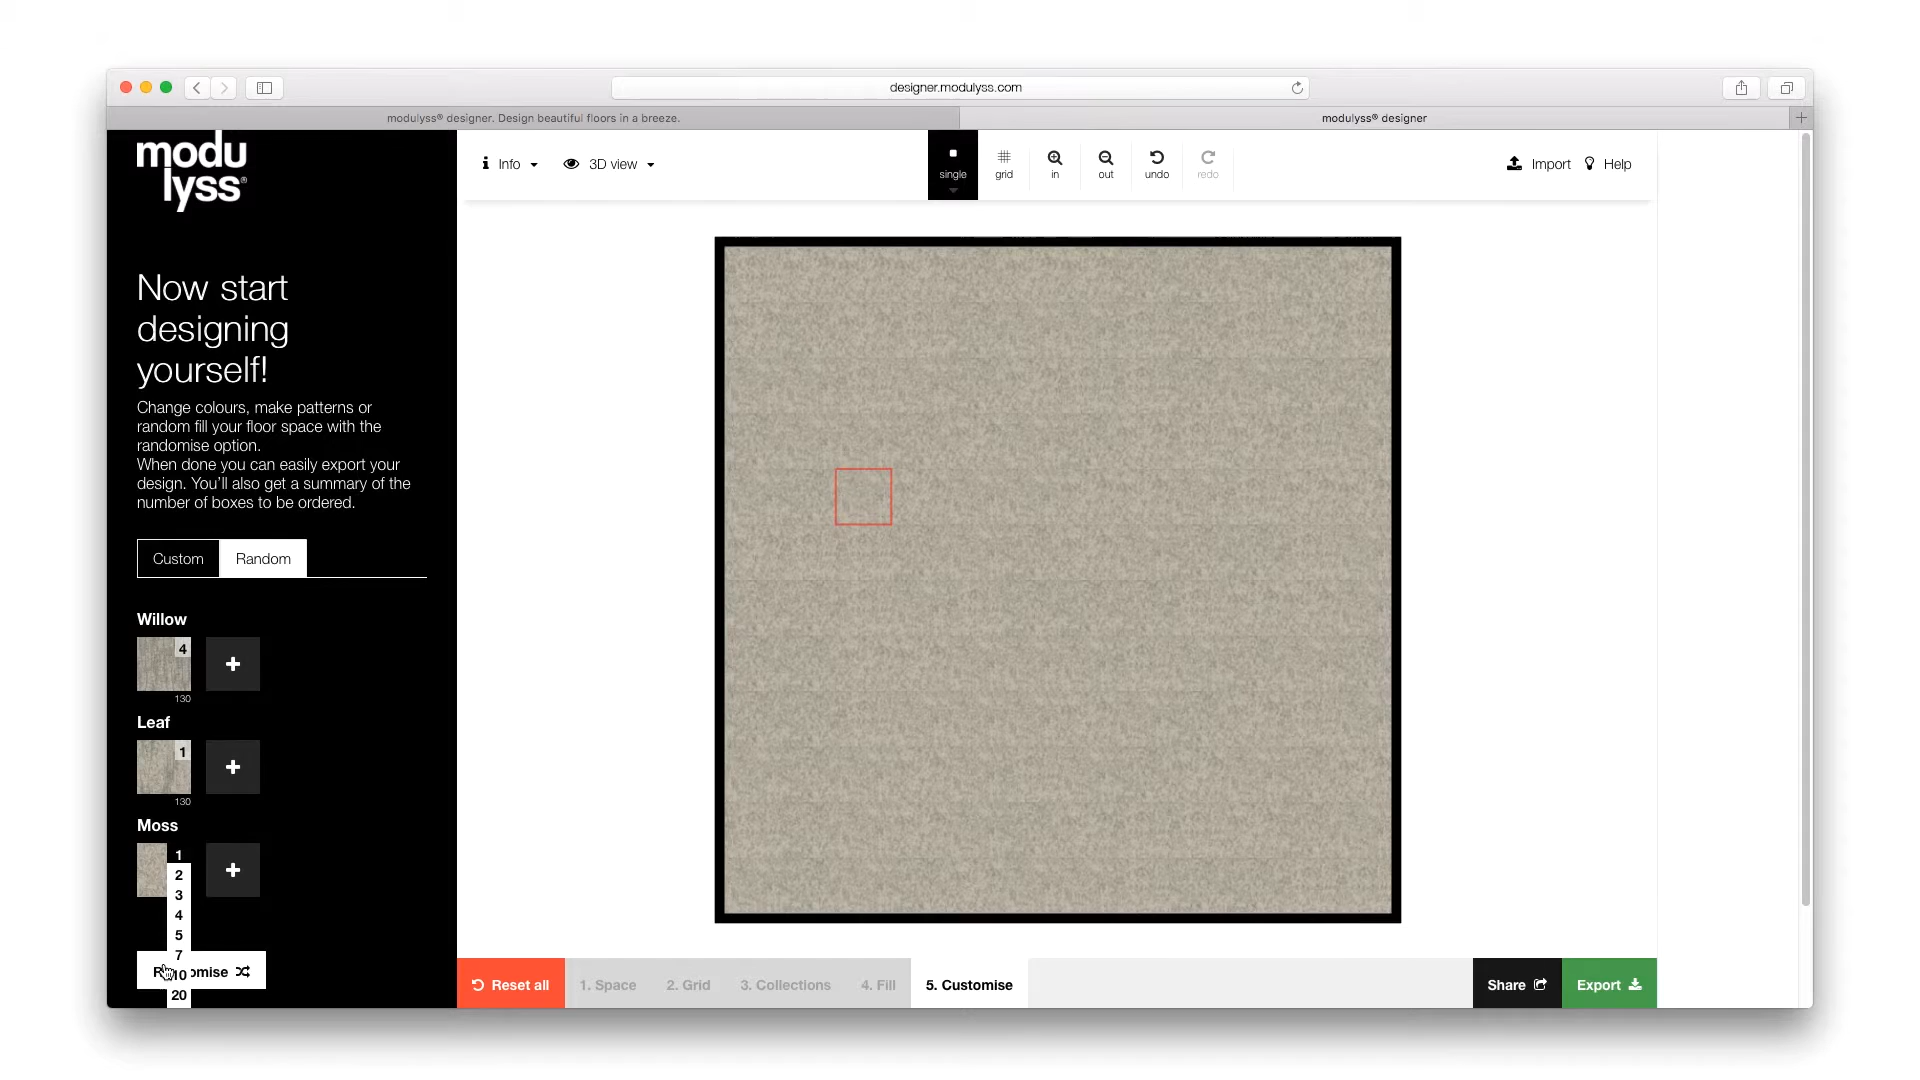 designer.modulyss.com
modulyss® designer. Design beautiful floors in a breeze.
modulyss® designer
modu
lyss®
Info
3D view
single
grid
in
out
undo
redo
Import
Help
Now start
designing
yourself!
Change colours, make patterns or
random fill your floor space with the
randomise option.
When done you can easily export your
design. You'll also get a summary of the
number of boxes to be ordered.
Custom
Random
Willow
4
130
Leaf
1
130
Moss
1
2
3
4
5
7
10
20
Reset all
1. Space
2. Grid
3. Collections
4. Fill
5. Customise
Share
Export